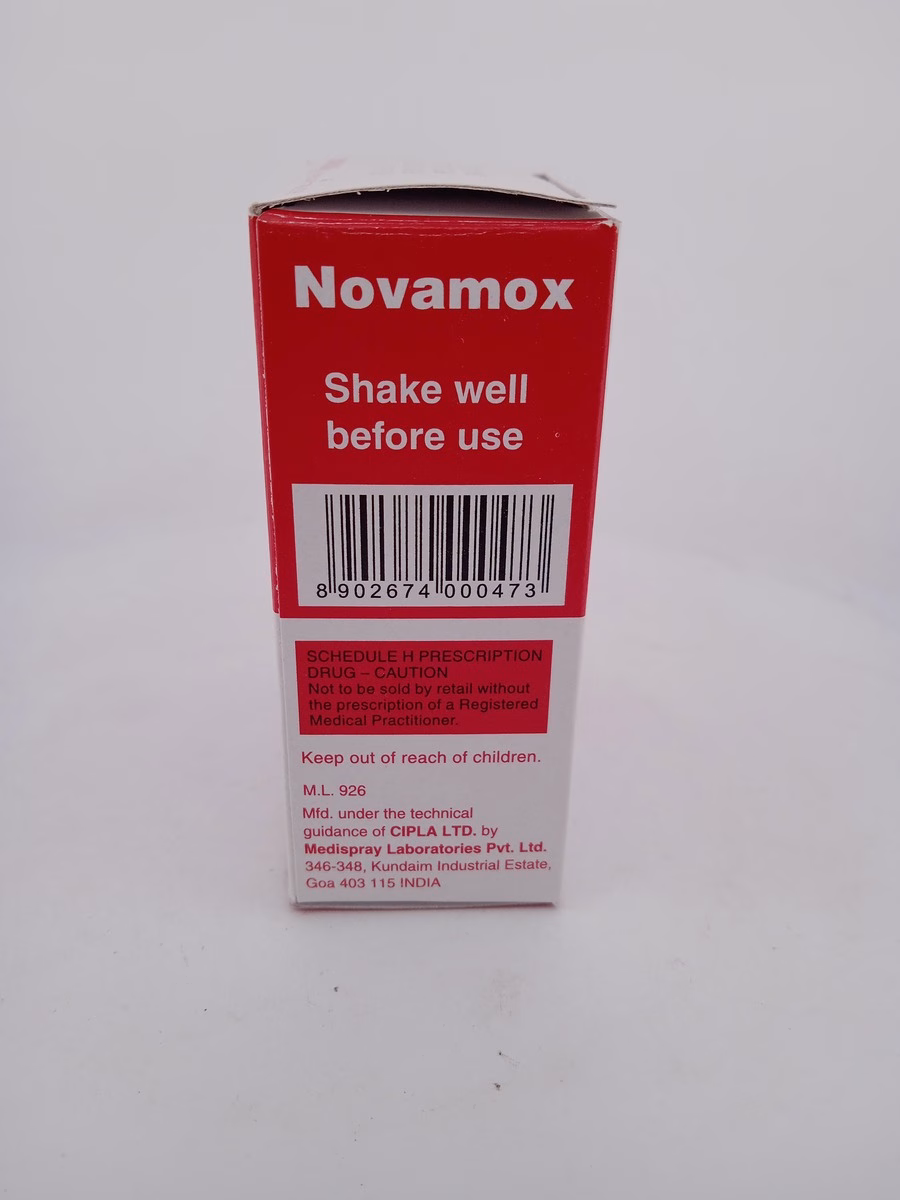 Novamox
Shake well
before use
8 902674 000473
SCHEDULE H PRESCRIPTION
DRUG – CAUTION
Not to be sold by retail without
the prescription of a Registered
Medical Practitioner.
Keep out of reach of children.
M.L. 926
Mfd. under the technical
guidance of CIPLA LTD. by
Medispray Laboratories Pvt. Ltd.
346-348, Kundaim Industrial Estate,
Goa 403 115 INDIA